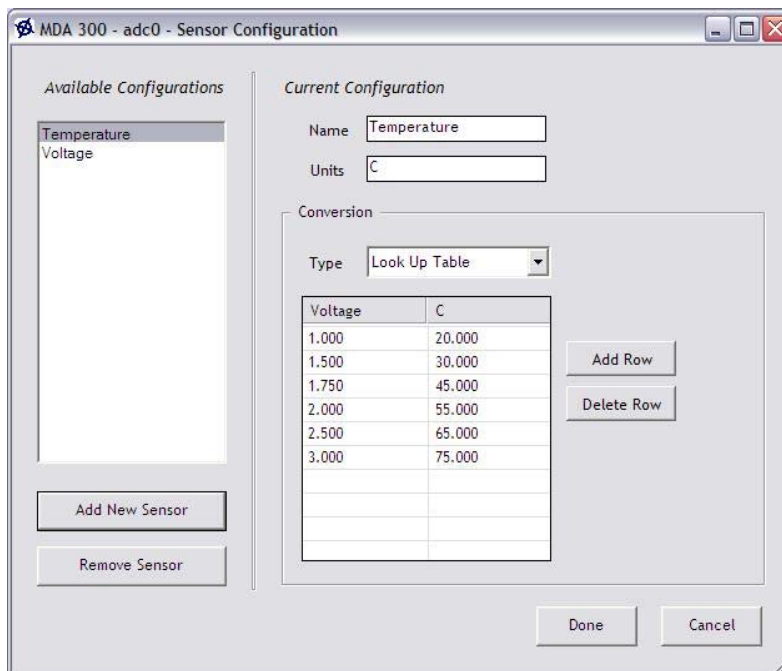 MDA 300 - adc0 - Sensor Configuration
Available Configurations
Temperature
Voltage
Add New Sensor
Remove Sensor
Current Configuration
Name Temperature
Units C
Conversion
Type Look Up Table
Voltage C
1.000 20.000
1.500 30.000
1.750 45.000
2.000 55.000
2.500 65.000
3.000 75.000
Add Row
Delete Row
Done Cancel